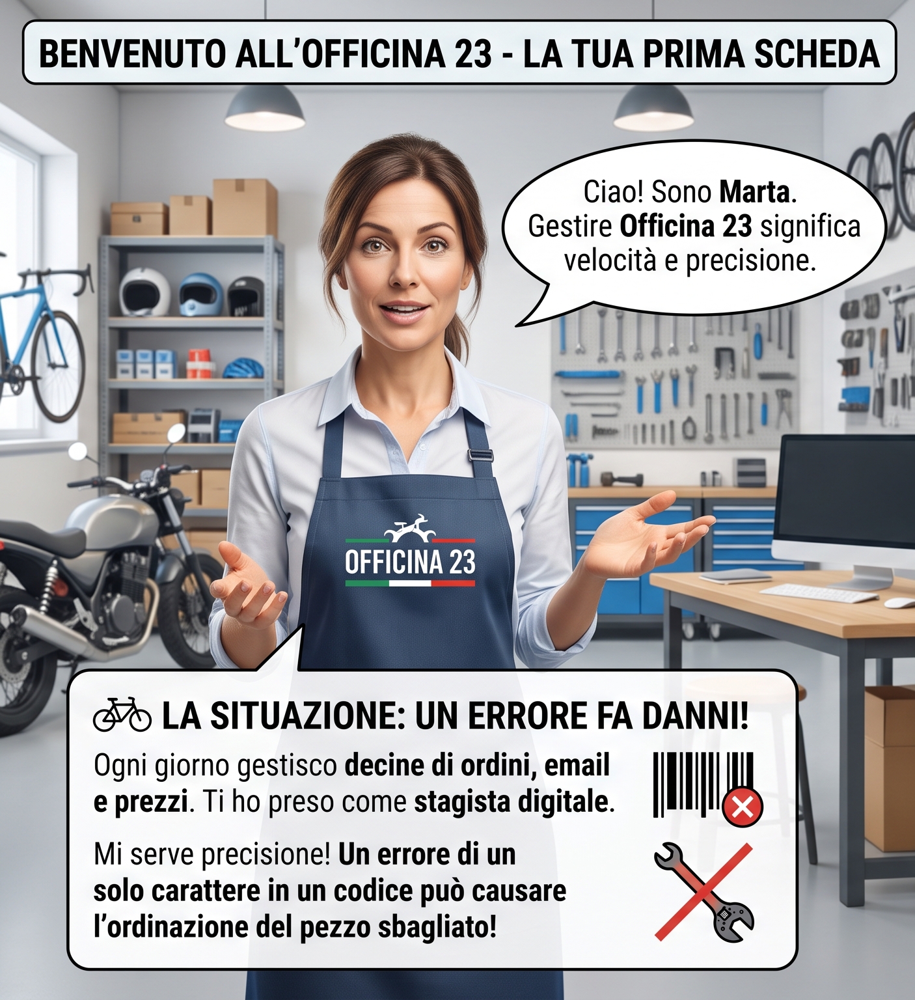 BENVENUTO ALL’OFFICINA 23 - LA TUA PRIMA SCHEDA
Ciao! Sono Marta.
Gestire Officina 23 significa
velocità e precisione.
OFFICINA 23
LA SITUAZIONE: UN ERRORE FA DANNI!
Ogni giorno gestisco decine di ordini, email
e prezzi. Ti ho preso come stagista digitale.
Mi serve precisione! Un errore di un
solo carattere in un codice può causare
l’ordinazione del pezzo sbagliato!